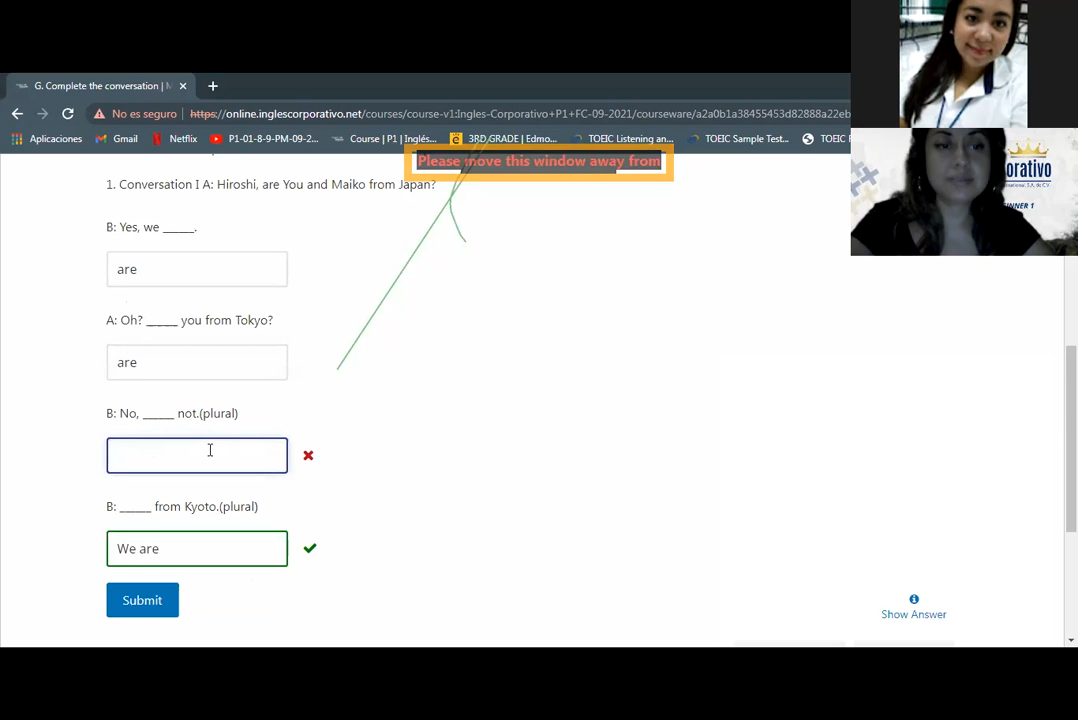 G. Complete the conversation | M
No es seguro | https://online.inglescorporativo.net/courses/course-v1:Ingles-Corporativo+P1+FC-09-2021/courseware/a2a0b1a38455453d82888a22eb
Aplicaciones
Gmail
Netflix
P1-01-8-9-PM-09-2...
Course | P1 | Inglés...
3RD GRADE | Edmo...
TOEIC Listening an...
TOEIC Sample Test...
TOEIC
Please move this window away from
1. Conversation I A: Hiroshi, are You and Maiko from Japan?
B: Yes, we _____.
are
A: Oh? _____ you from Tokyo?
are
B: No, _____ not.(plural)
B: _____ from Kyoto.(plural)
We are
Submit
Show Answer
orativo
NNER 1